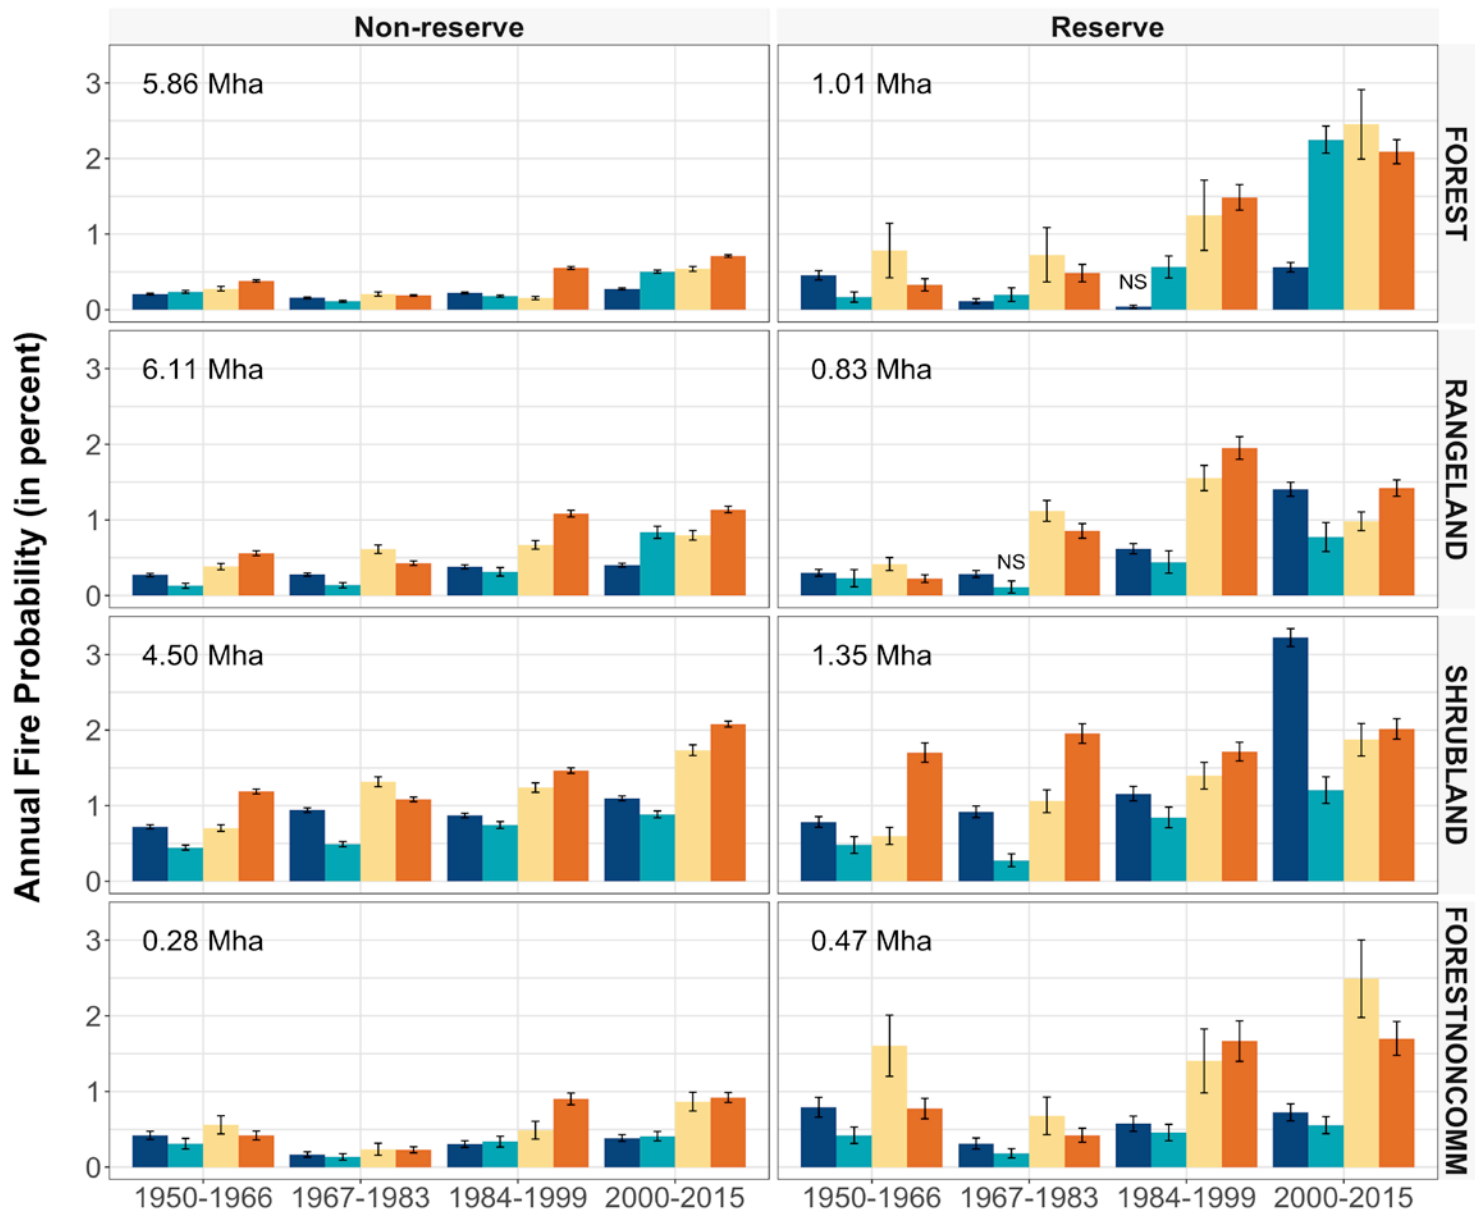 Non-reserve
Reserve
Annual Fire Probability (in percent)
5.86 Mha
1.01 Mha
FOREST
3
2
1
0
NS
6.11 Mha
0.83 Mha
RANGELAND
3
2
1
0
NS
4.50 Mha
1.35 Mha
SHRUBLAND
3
2
1
0
0.28 Mha
0.47 Mha
FORESTNONCOMM
3
2
1
0
1950-1966
1967-1983
1984-1999
2000-2015
1950-1966
1967-1983
1984-1999
2000-2015